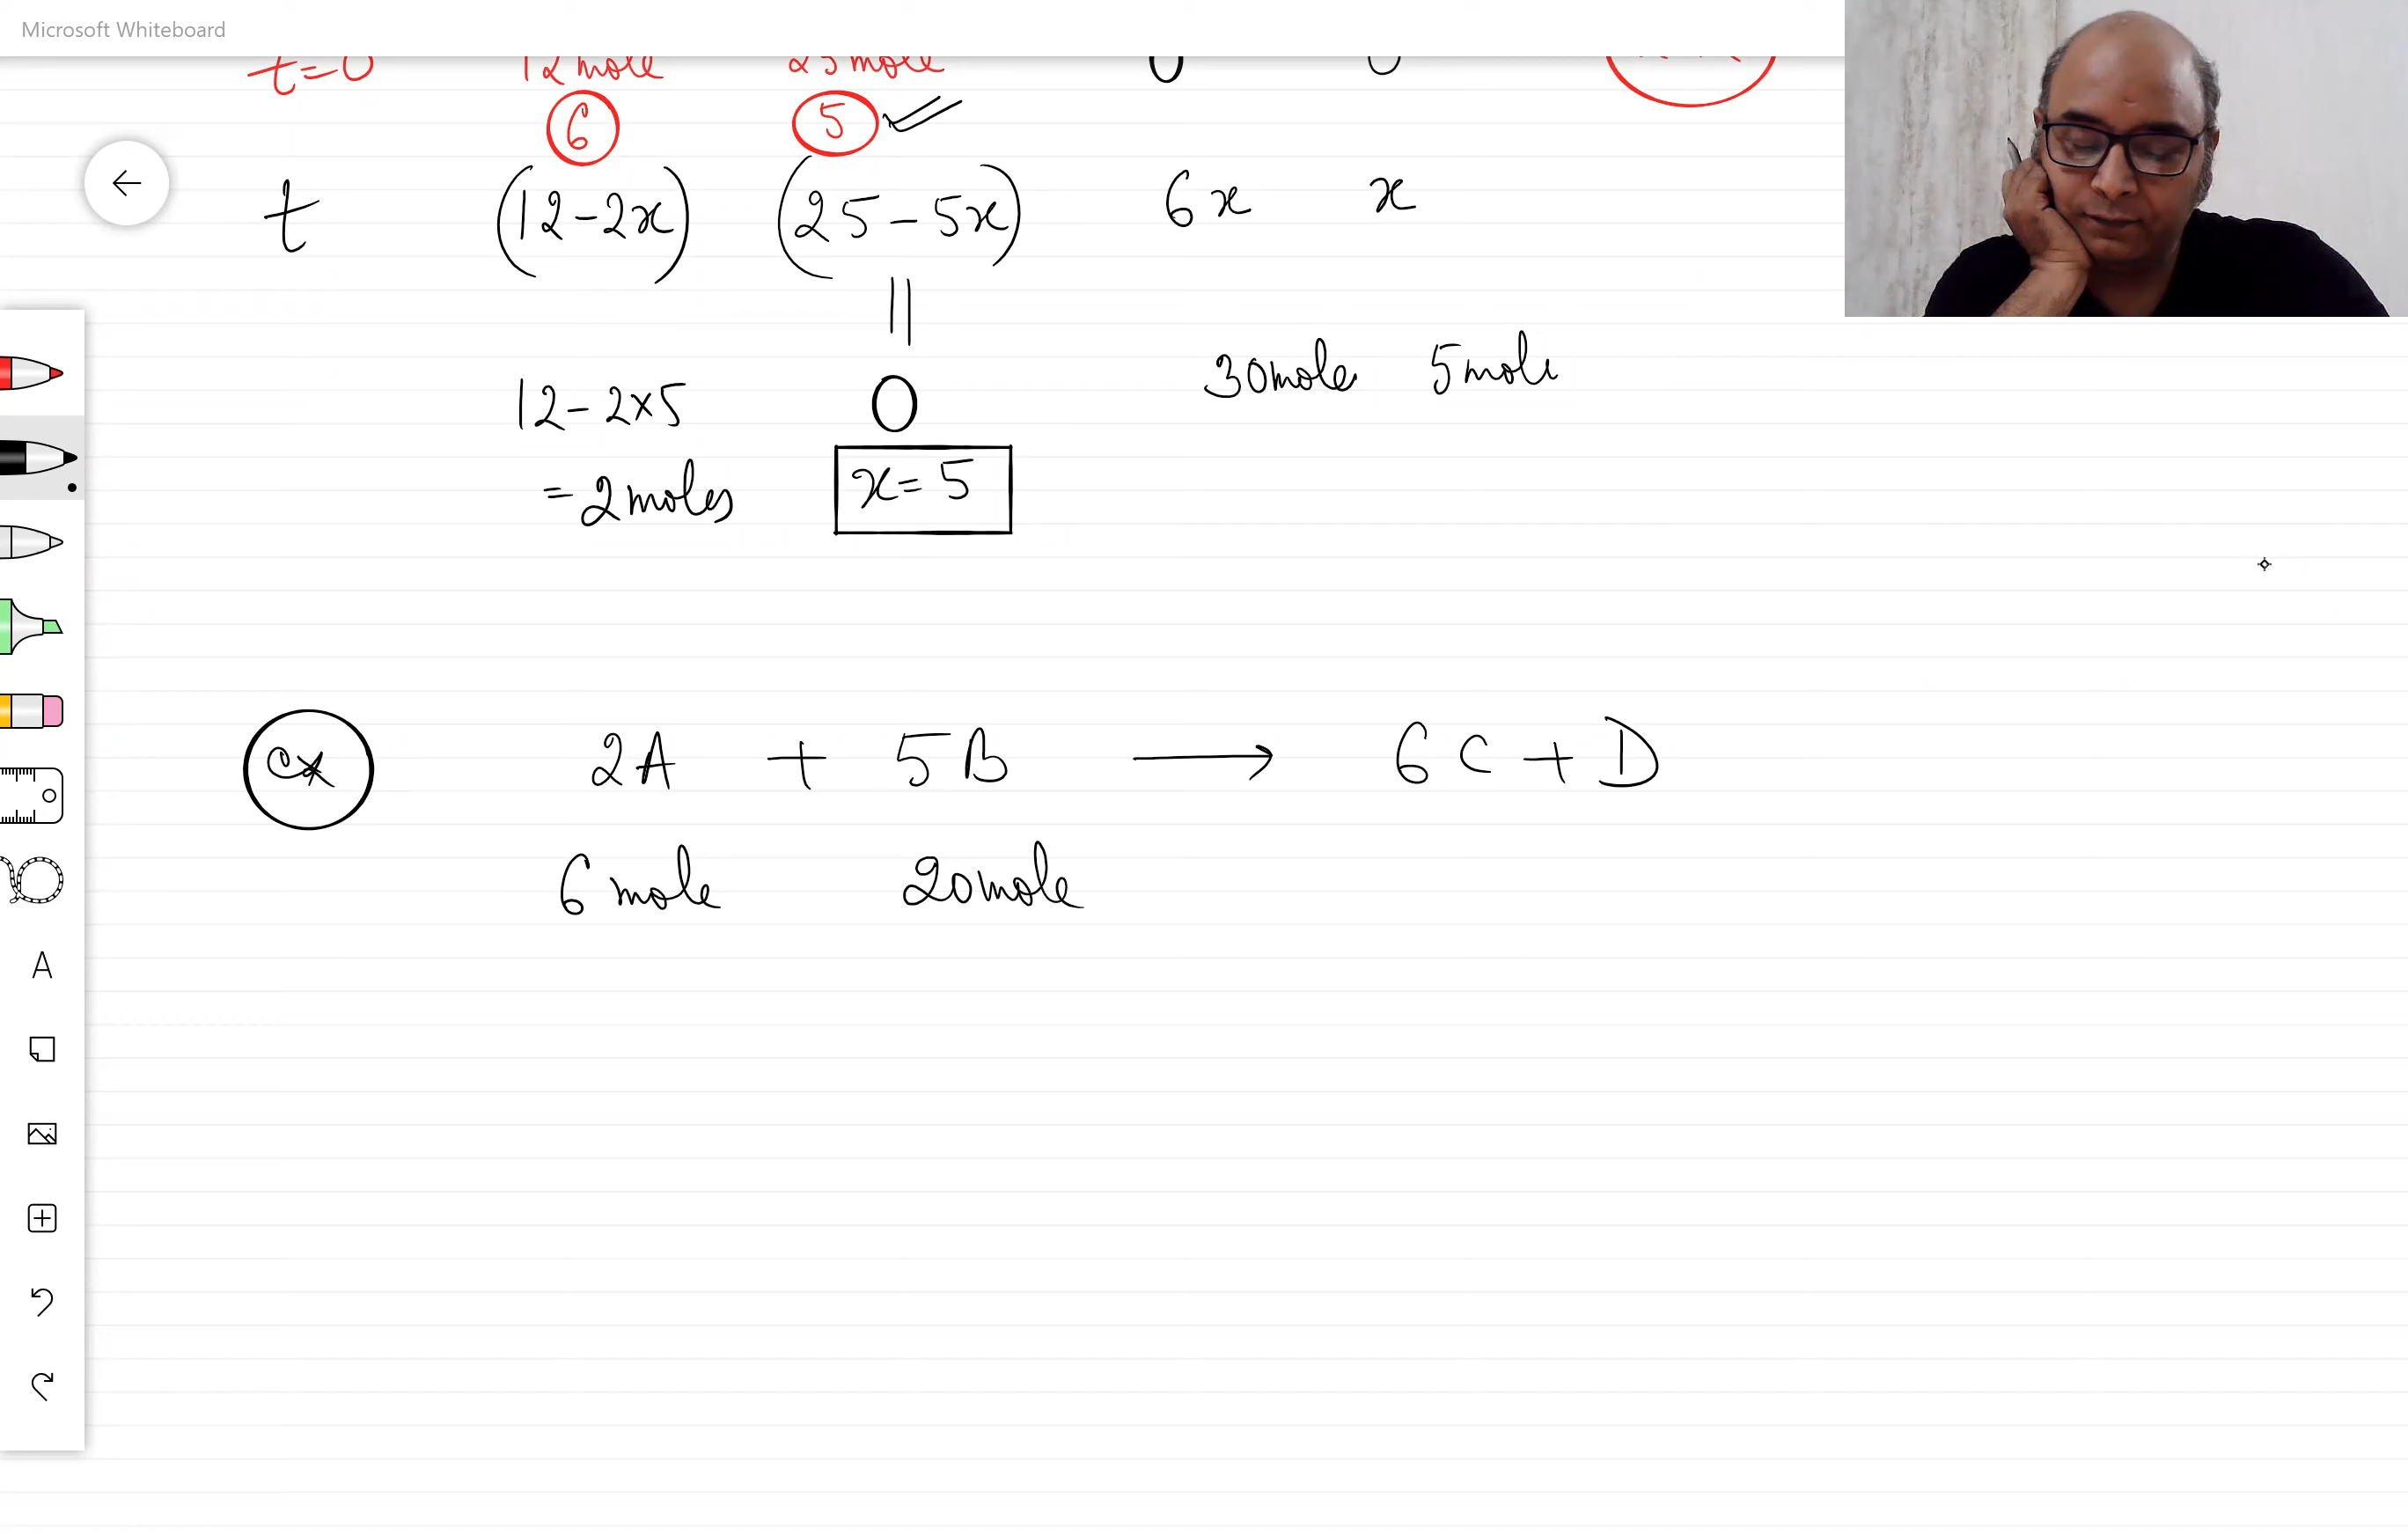 Microsoft Whiteboard
t=0 12 mole 25 mole 0 0
6 5
t (12-2x) (25-5x) 6x x
||
30mole 5mole
12-2×5 0
=2moles x=5
ex 2A + 5B → 6C + D
6 mole 20mole
A